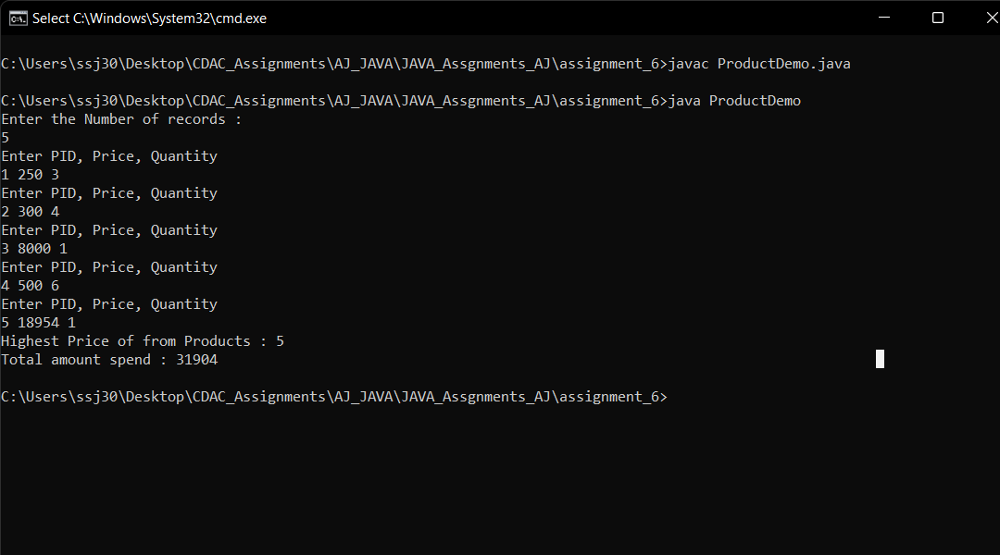 Select C:\Windows\System32\cmd.exe
C:\Users\ssj30\Desktop\CDAC_Assignments\AJ_JAVA\JAVA_Assgnments_AJ\assignment_6>javac ProductDemo.java
C:\Users\ssj30\Desktop\CDAC_Assignments\AJ_JAVA\JAVA_Assgnments_AJ\assignment_6>java ProductDemo
Enter the Number of records :
5
Enter PID, Price, Quantity
1 250 3
Enter PID, Price, Quantity
2 300 4
Enter PID, Price, Quantity
3 8000 1
Enter PID, Price, Quantity
4 500 6
Enter PID, Price, Quantity
5 18954 1
Highest Price of from Products : 5
Total amount spend : 31904
C:\Users\ssj30\Desktop\CDAC_Assignments\AJ_JAVA\JAVA_Assgnments_AJ\assignment_6>